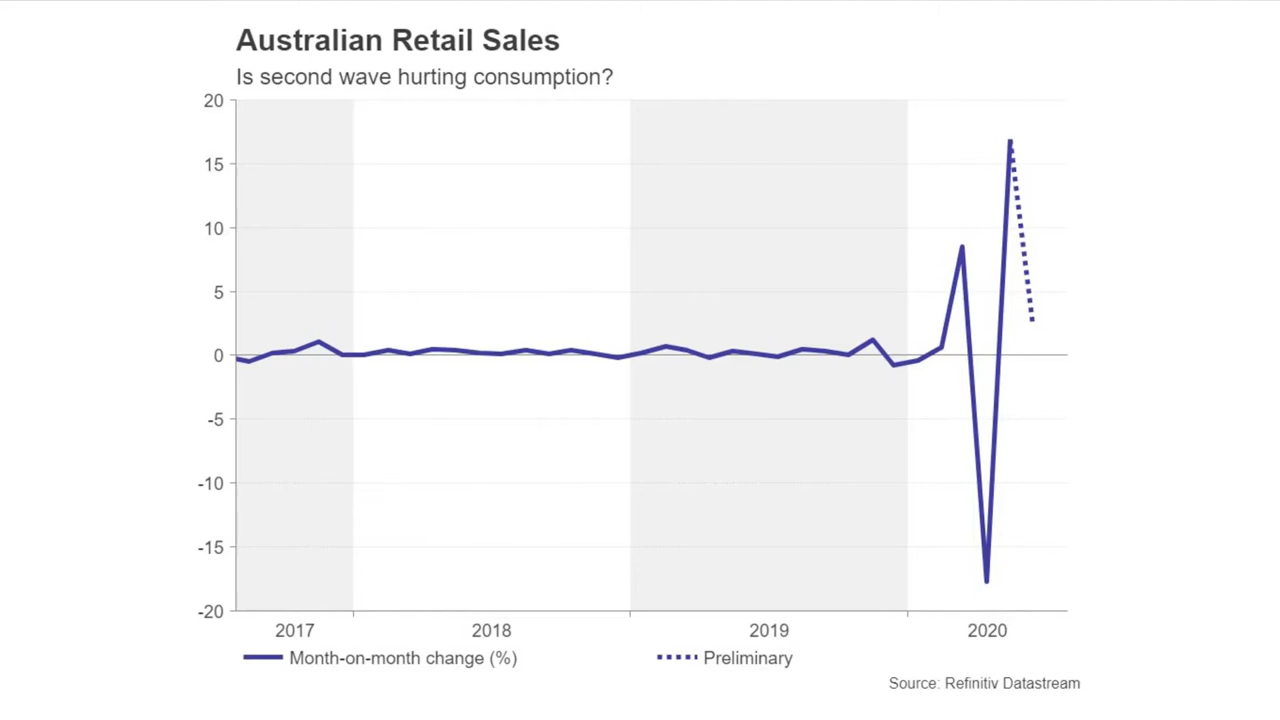 Australian Retail Sales
Is second wave hurting consumption?
20
15
10
5
0
-5
-10
-15
-20
2017 2018 2019 2020
Month-on-month change (%) Preliminary
Source: Refinitiv Datastream